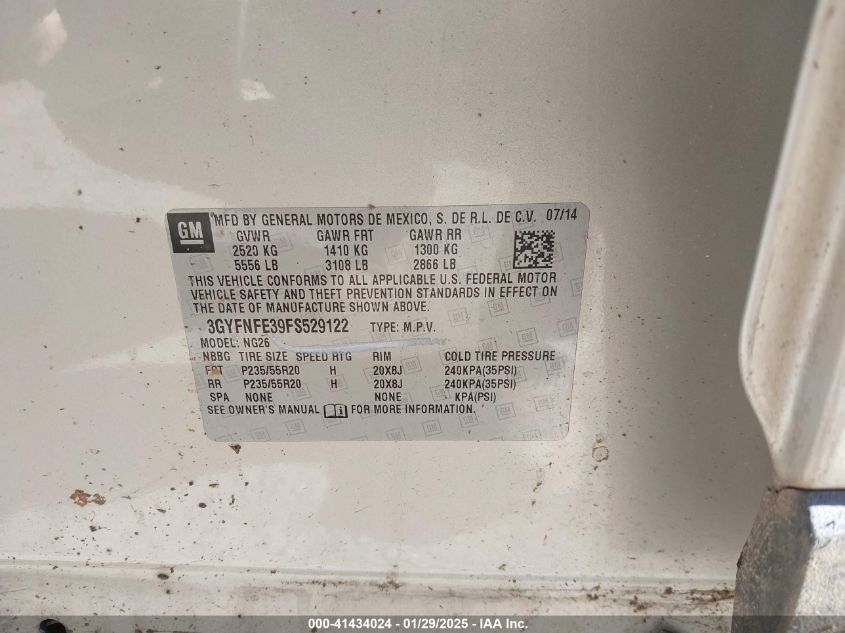 GM MFD BY GENERAL MOTORS DE MEXICO, S. DE R.L. DE C.V. 07/14
GVWR GAWR FRT GAWR RR
2520 KG 1410 KG 1300 KG
5556 LB 3108 LB 2866 LB
THIS VEHICLE CONFORMS TO ALL APPLICABLE U.S. FEDERAL MOTOR
VEHICLE SAFETY AND THEFT PREVENTION STANDARDS IN EFFECT ON
THE DATE OF MANUFACTURE SHOWN ABOVE.
3GYFNFE39FS529122 TYPE: M.P.V.
MODEL: NG26
NBBG TIRE SIZE SPEED RTG RIM COLD TIRE PRESSURE
FRT P235/55R20 H 20X8J 240KPA(35PSI)
RR P235/55R20 H 20X8J 240KPA(35PSI)
SPA NONE NONE KPA(PSI)
SEE OWNER'S MANUAL FOR MORE INFORMATION.
000-41434024 - 01/29/2025 - IAAI Inc.